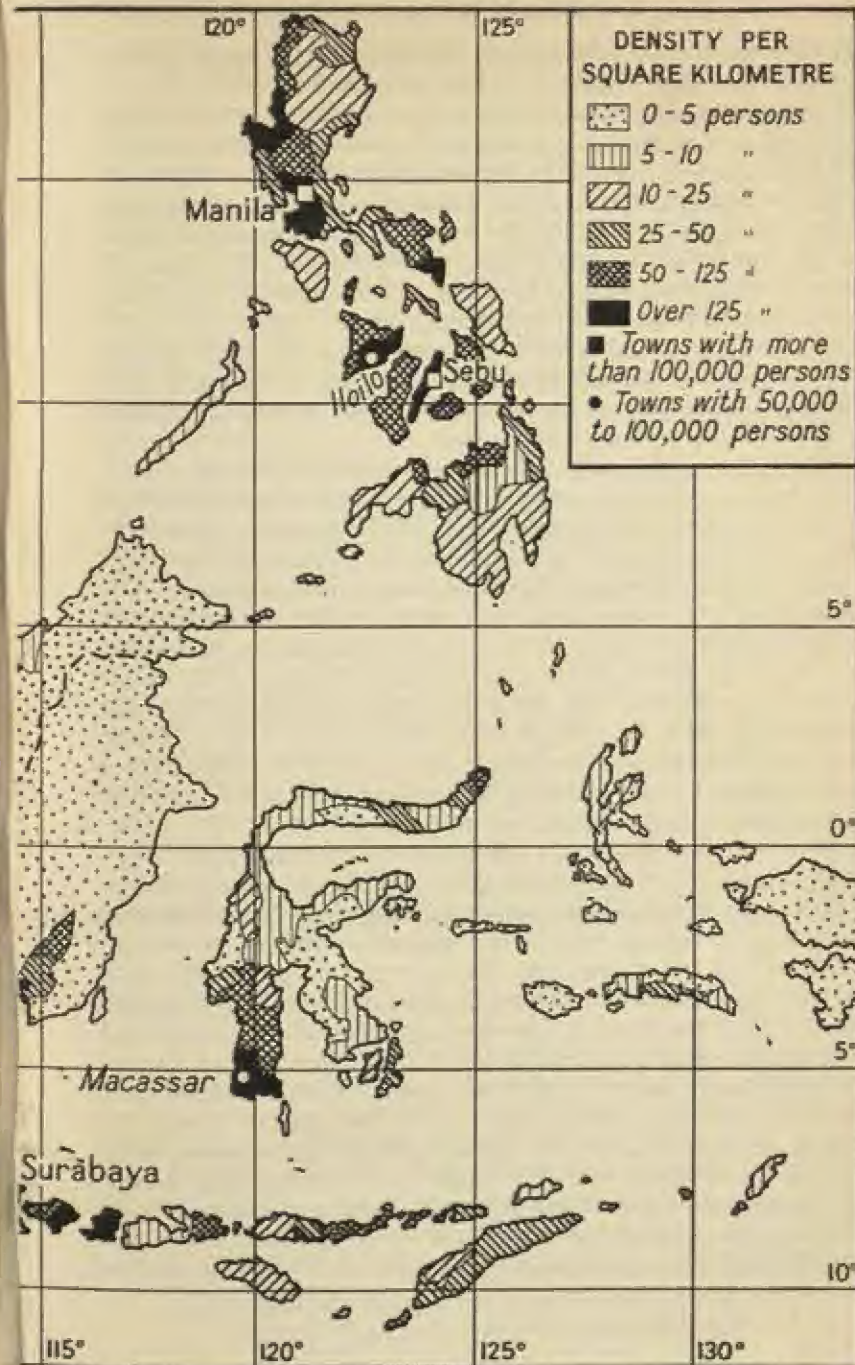 120°
125°
DENSITY PER
SQUARE KILOMETRE
0-5 persons
5-10 "
10-25 "
25-50 "
50-125 "
Over 125 "
Towns with more
than 100,000 persons
Towns with 50,000
to 100,000 persons
Manila
Iloilo
Sebu
5°
0°
5°
Macassar
Surabaya
10°
115°
120°
125°
130°